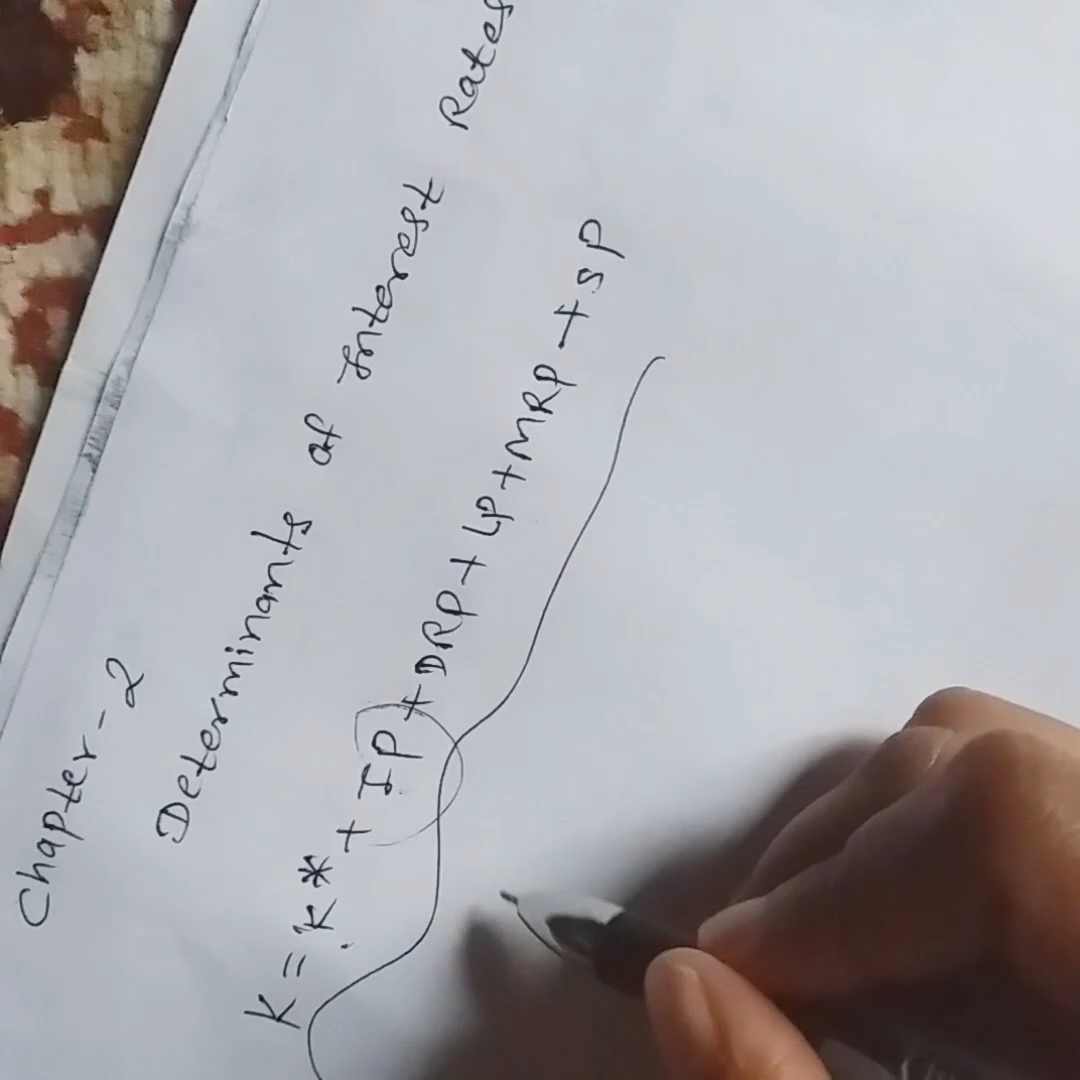 Chapter-2
Determinants of Interest Rates
K = K* + IP + DRP + LP + MRP + SP